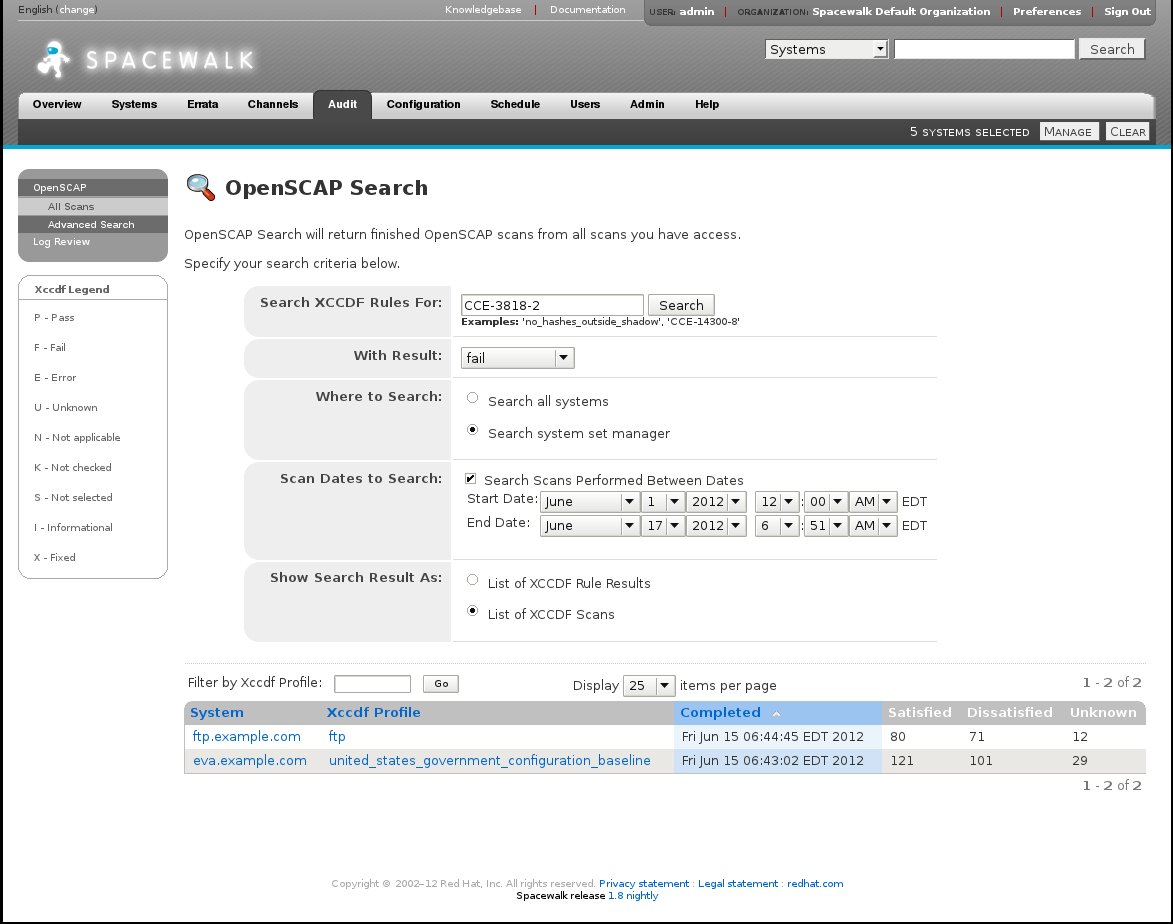 English (change) Knowledgebase | Documentation USER: admin | ORGANIZATION: Spacewalk Default Organization | Preferences | Sign Out
SPACEWALK Systems Search
Overview Systems Errata Channels Audit Configuration Schedule Users Admin Help
5 SYSTEMS SELECTED MANAGE CLEAR
OpenSCAP
All Scans
Advanced Search
Log Review
Xccdf Legend
P - Pass
F - Fail
E - Error
U - Unknown
N - Not applicable
K - Not checked
S - Not selected
I - Informational
X - Fixed
OpenSCAP Search
OpenSCAP Search will return finished OpenSCAP scans from all scans you have access.
Specify your search criteria below.
Search XCCDF Rules For: CCE-3818-2 Search
Examples: 'no_hashes_outside_shadow', 'CCE-14300-8'
With Result: fail
Where to Search: Search all systems
Search system set manager
Scan Dates to Search: Search Scans Performed Between Dates
Start Date: June 1 2012 12 : 00 AM EDT
End Date: June 17 2012 6 : 51 AM EDT
Show Search Result As: List of XCCDF Rule Results
List of XCCDF Scans
Filter by Xccdf Profile: Go Display 25 items per page 1 - 2 of 2
System Xccdf Profile Completed Satisfied Dissatisfied Unknown
ftp.example.com ftp Fri Jun 15 06:44:45 EDT 2012 80 71 12
eva.example.com united_states_government_configuration_baseline Fri Jun 15 06:43:02 EDT 2012 121 101 29
1 - 2 of 2
Copyright © 2002–12 Red Hat, Inc. All rights reserved. Privacy statement : Legal statement : redhat.com
Spacewalk release 1.8 nightly